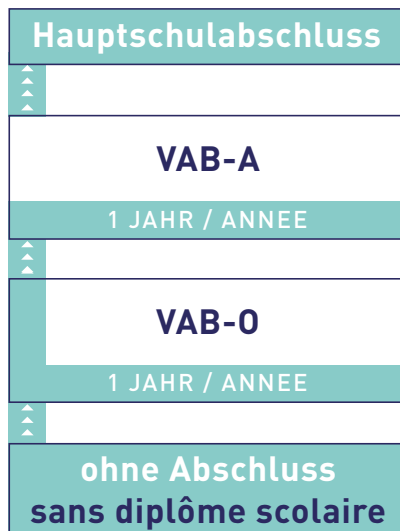 Hauptschulabschluss
VAB-A
1 JAHR / ANNEE
VAB-O
1 JAHR / ANNEE
ohne Abschluss
sans diplôme scolaire